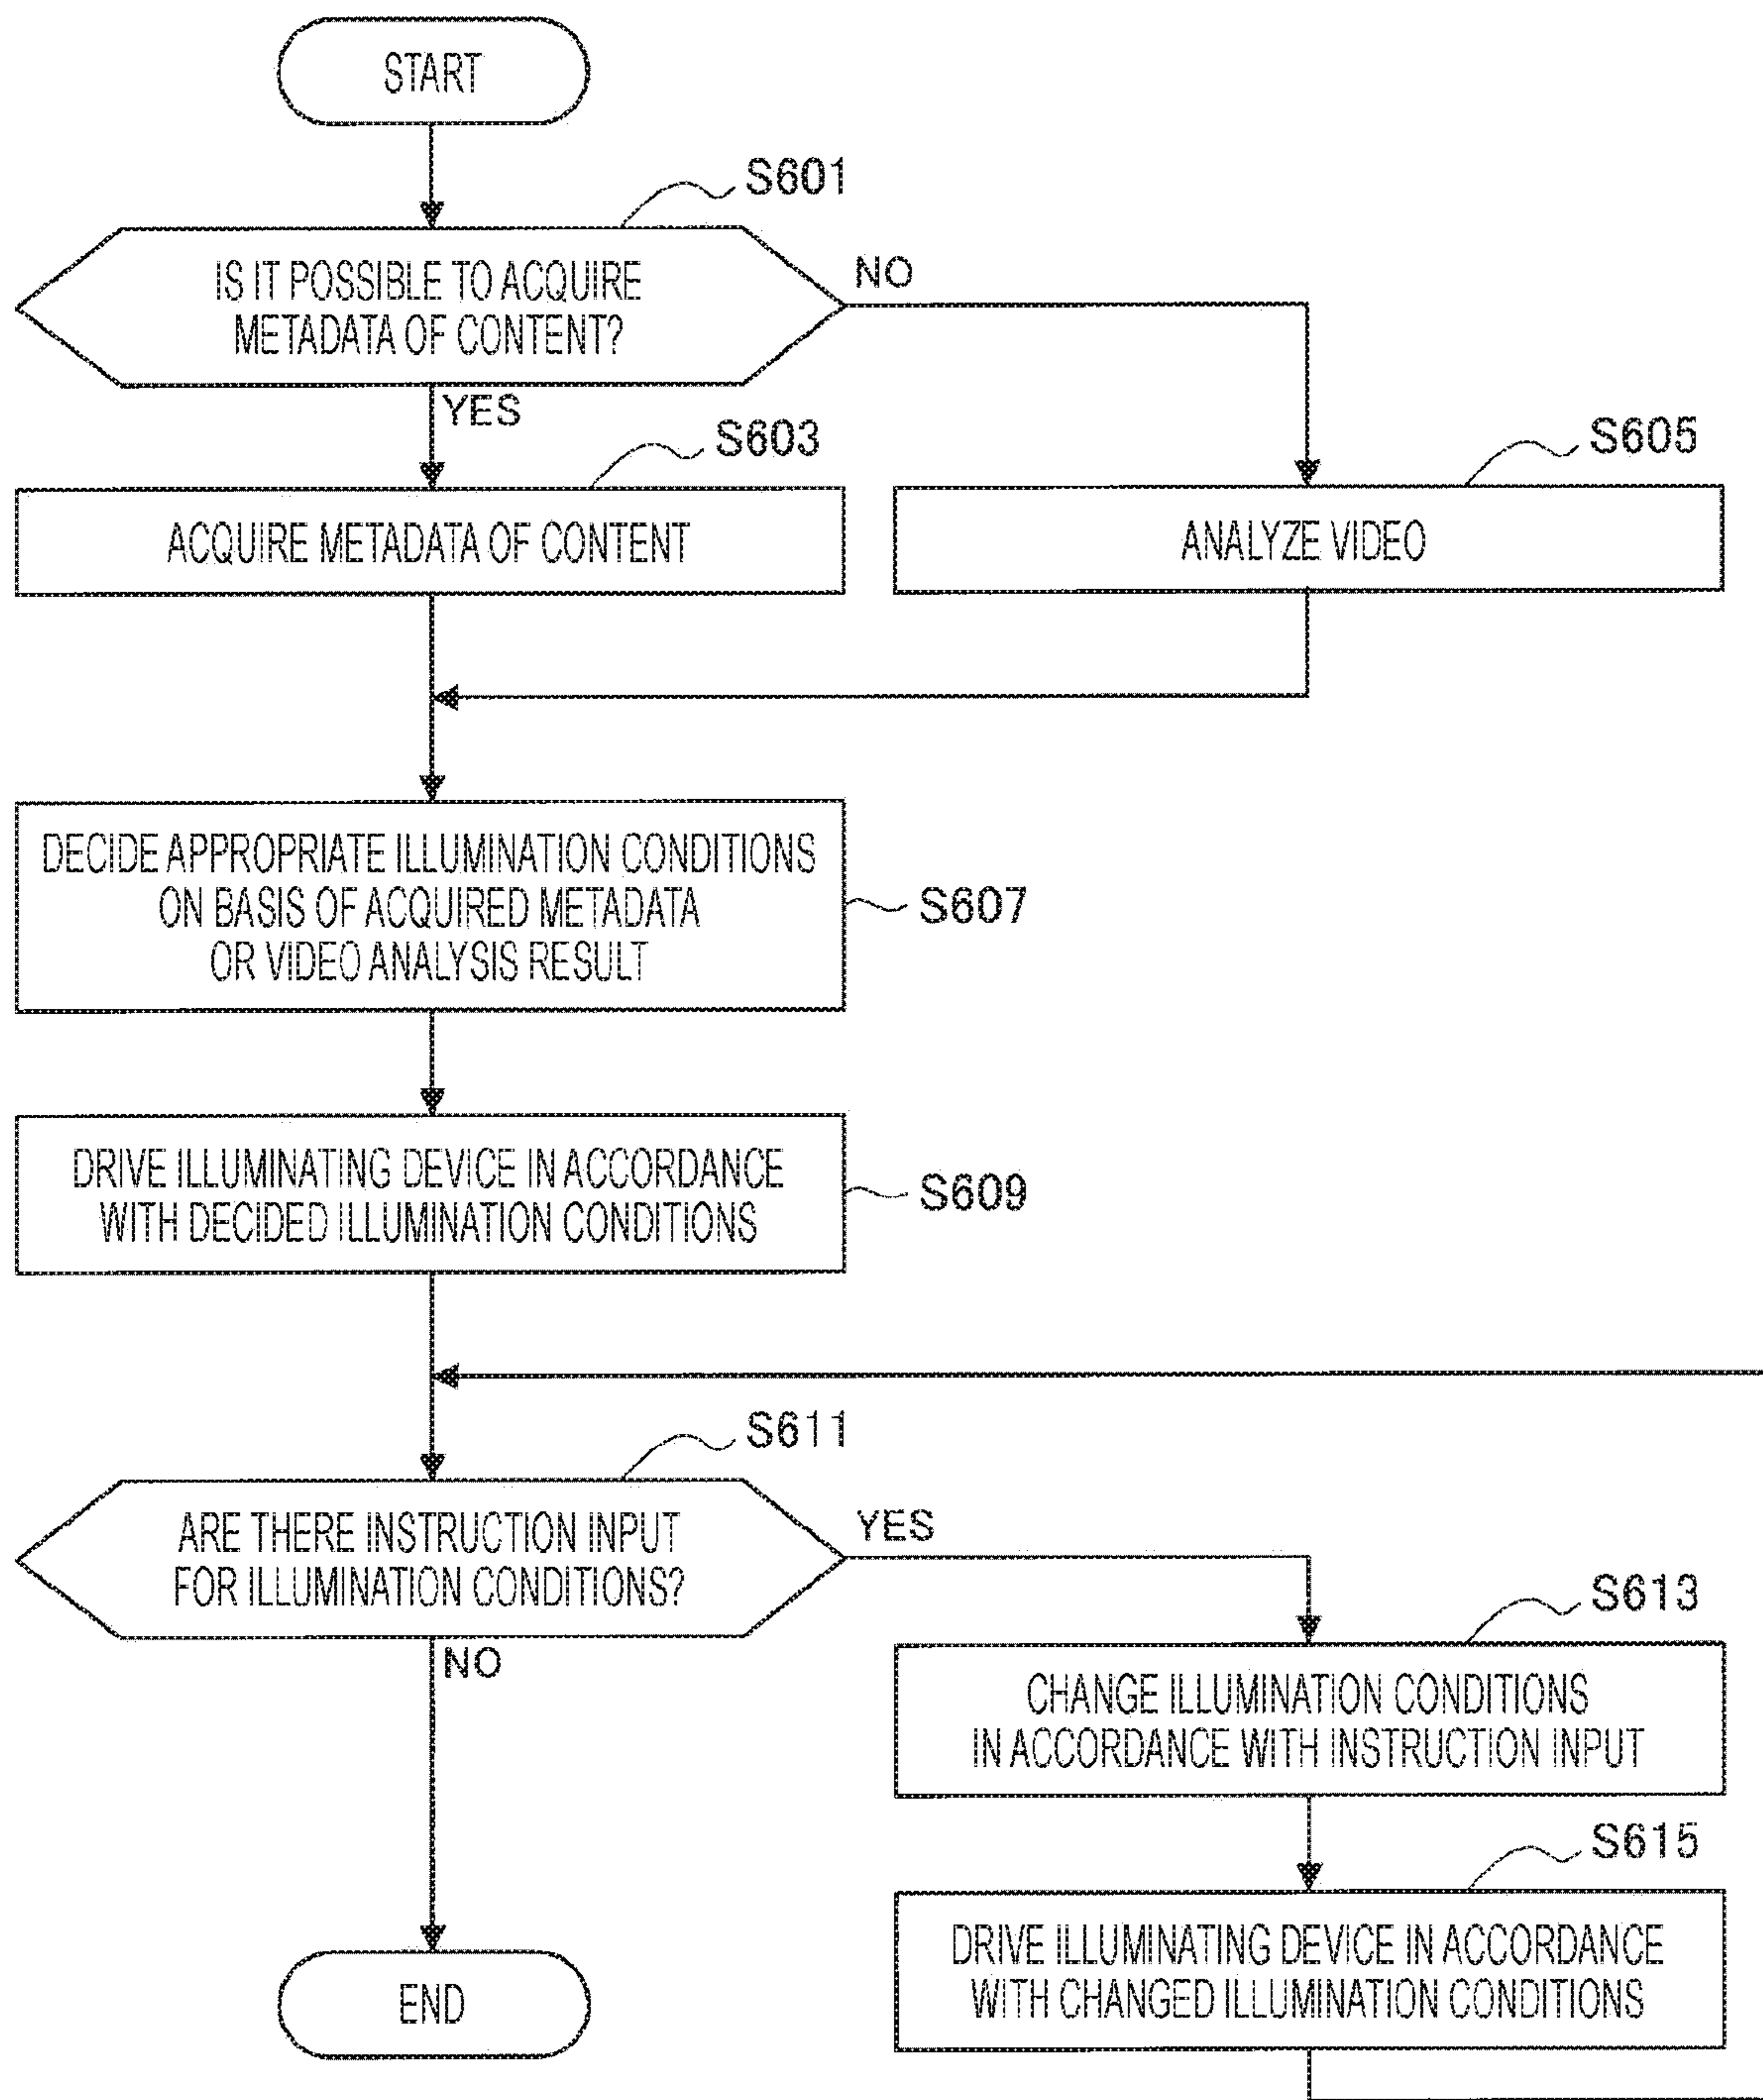 START
S601
IS IT POSSIBLE TO ACQUIRE
METADATA OF CONTENT?
NO
YES
S603
ACQUIRE METADATA OF CONTENT
S605
ANALYZE VIDEO
DECIDE APPROPRIATE ILLUMINATION CONDITIONS
ON BASIS OF ACQUIRED METADATA
OR VIDEO ANALYSIS RESULT
S607
DRIVE ILLUMINATING DEVICE IN ACCORDANCE
WITH DECIDED ILLUMINATION CONDITIONS
S609
S611
ARE THERE INSTRUCTION INPUT
FOR ILLUMINATION CONDITIONS?
YES
NO
S613
CHANGE ILLUMINATION CONDITIONS
IN ACCORDANCE WITH INSTRUCTION INPUT
S615
DRIVE ILLUMINATING DEVICE IN ACCORDANCE
WITH CHANGED ILLUMINATION CONDITIONS
END